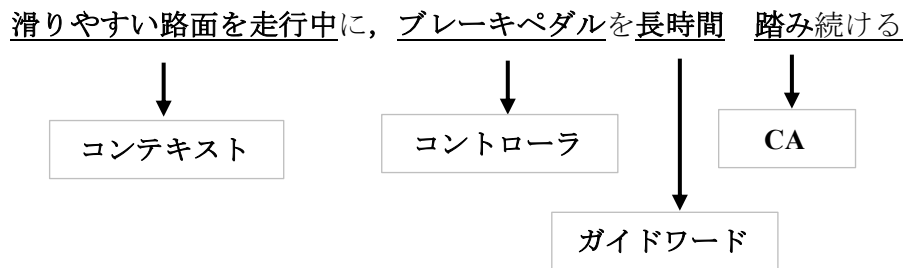 滑りやすい路面を走行中に，ブレーキペダルを長時間　踏み続ける
コンテキスト
コントローラ
CA
ガイドワード